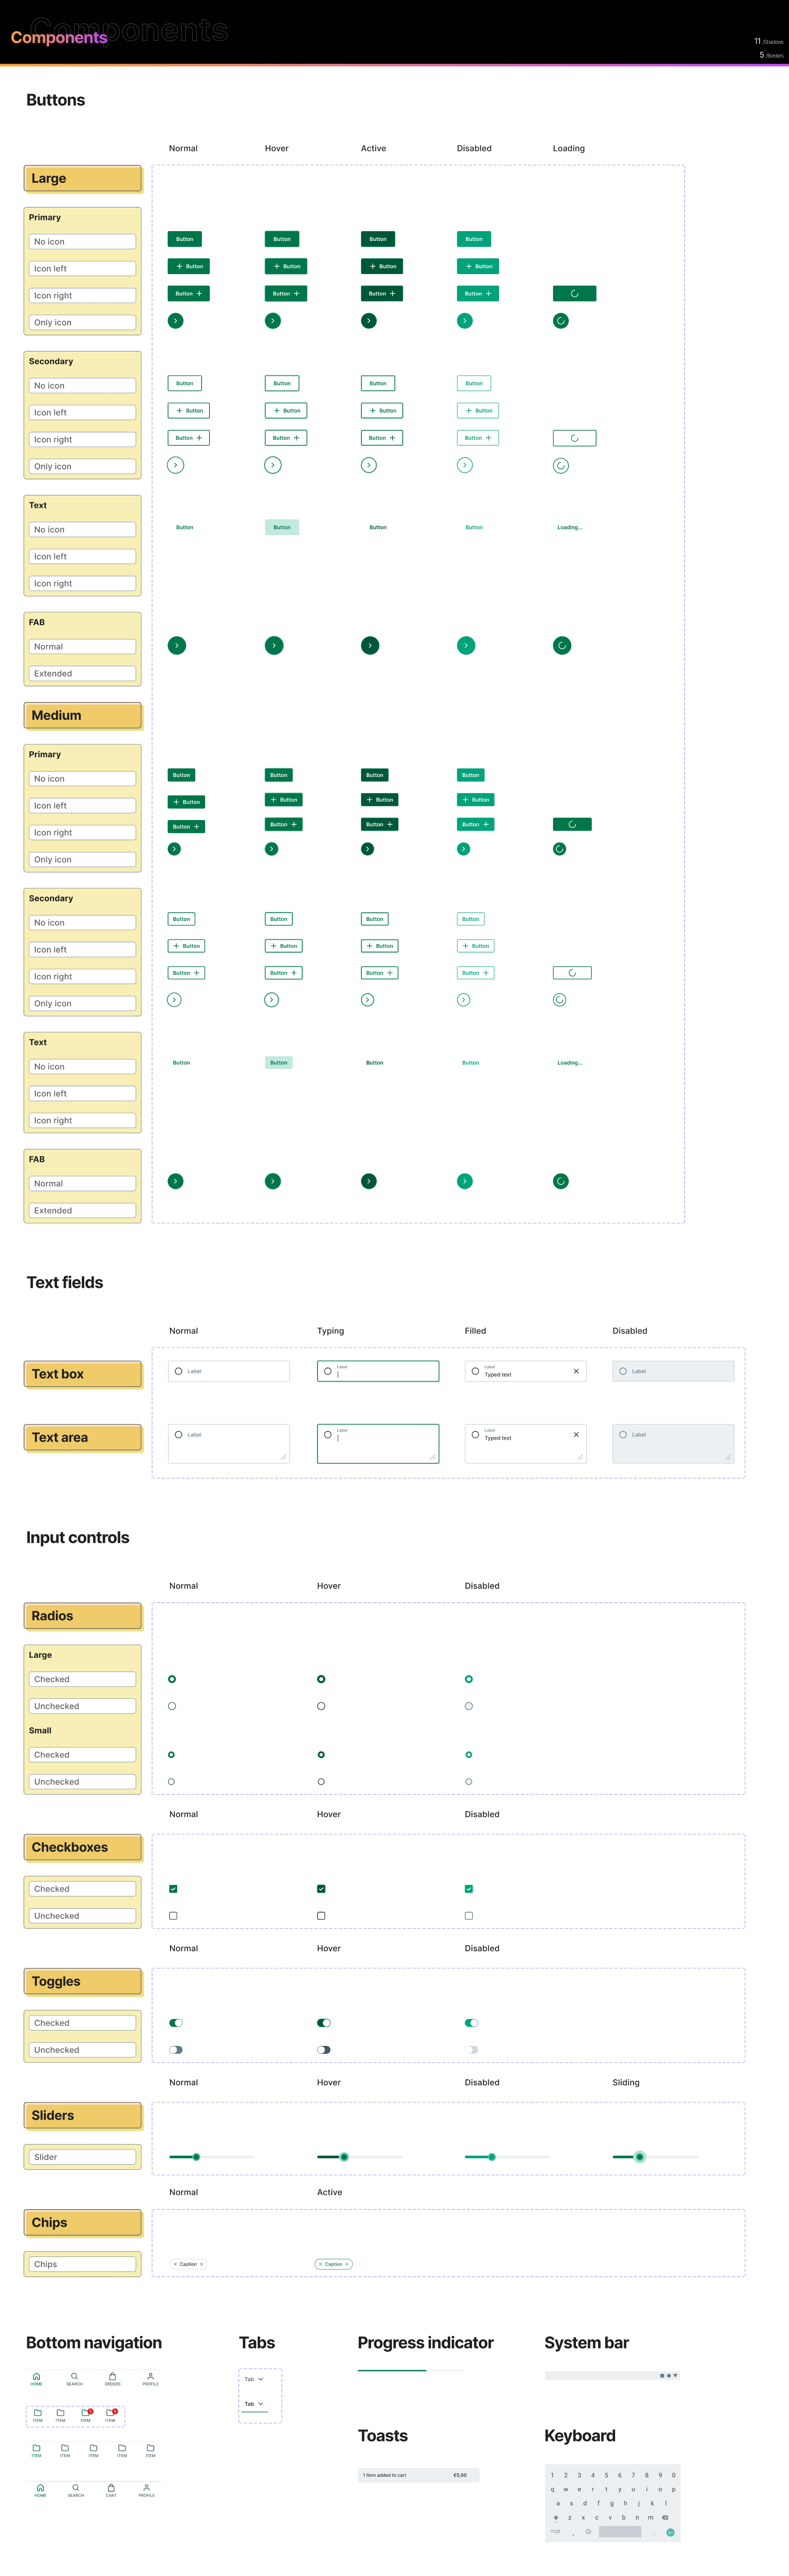 Components
Components
11 /Shadows
5 /Borders
Buttons
Normal Hover Active Disabled Loading
Large
Primary
No icon
Button Button Button Button
Icon left
Button Button Button Button
Icon right
Button Button Button Button
Only icon
Secondary
No icon
Button Button Button Button
Icon left
Button Button Button Button
Icon right
Button Button Button Button
Only icon
Text
No icon
Button Button Button Button Loading...
Icon left
Icon right
FAB
Normal
Extended
Medium
Primary
No icon
Button Button Button Button
Icon left
Button Button Button Button
Icon right
Button Button Button Button
Only icon
Secondary
No icon
Button Button Button Button
Icon left
Button Button Button Button
Icon right
Button Button Button Button
Only icon
Text
No icon
Button Button Button Button Loading...
Icon left
Icon right
FAB
Normal
Extended
Text fields
Normal Typing Filled Disabled
Text box
Label Label Label Label
Typed text
Text area
Label Label Label Label
Typed text
Input controls
Normal Hover Disabled
Radios
Large
Checked
Unchecked
Small
Checked
Unchecked
Normal Hover Disabled
Checkboxes
Checked
Unchecked
Normal Hover Disabled
Toggles
Checked
Unchecked
Normal Hover Disabled Sliding
Sliders
Slider
Normal Active
Chips
Chips
Caption Caption
Bottom navigation
HOME SEARCH ORDERS PROFILE
ITEM ITEM ITEM ITEM
ITEM ITEM ITEM ITEM ITEM
HOME SEARCH CART PROFILE
Tabs
Tab
Tab
Progress indicator
Toasts
1 item added to cart €5,00
System bar
Keyboard
1 2 3 4 5 6 7 8 9 0
q w e r t y u i o p
a s d f g h j k l
z x c v b n m
?123 , .